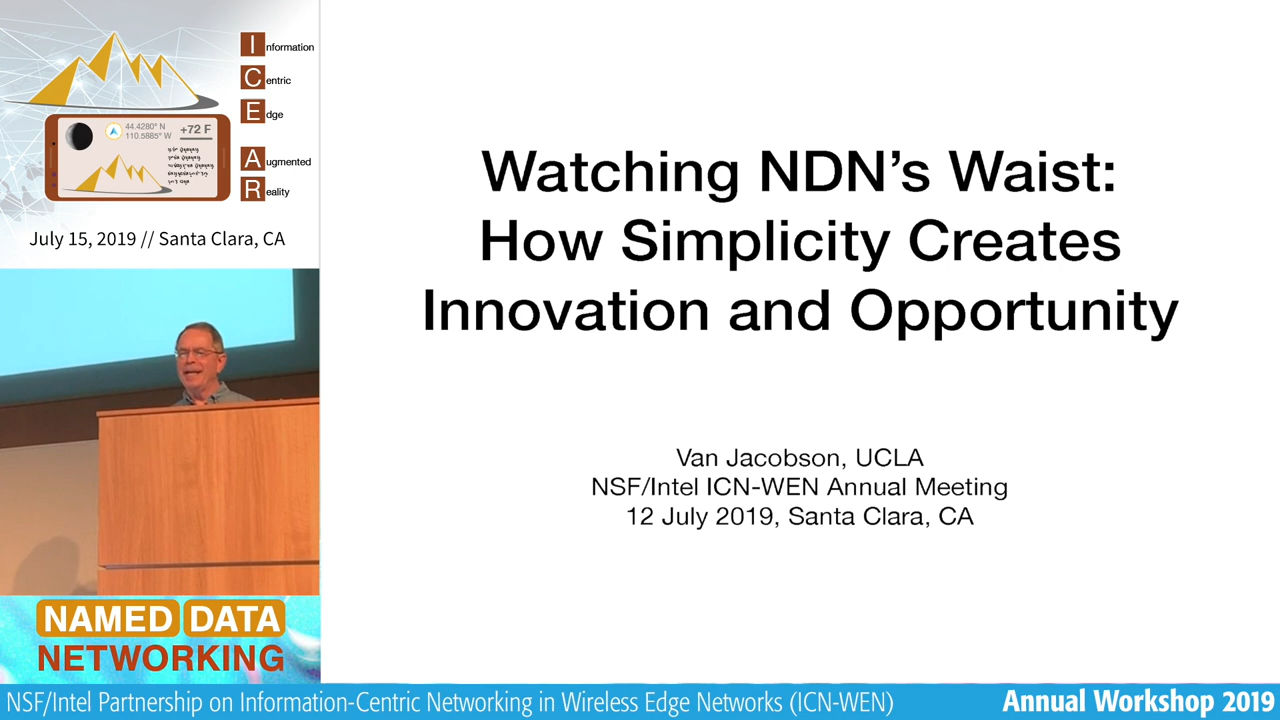 Information
Centric
Edge
Augmented
Reality
44.4280° N
110.5885° W
+72 F
July 15, 2019 // Santa Clara, CA
Watching NDN’s Waist:
How Simplicity Creates
Innovation and Opportunity
Van Jacobson, UCLA
NSF/Intel ICN-WEN Annual Meeting
12 July 2019, Santa Clara, CA
NAMED DATA
NETWORKING
NSF/Intel Partnership on Information-Centric Networking in Wireless Edge Networks (ICN-WEN)
Annual Workshop 2019